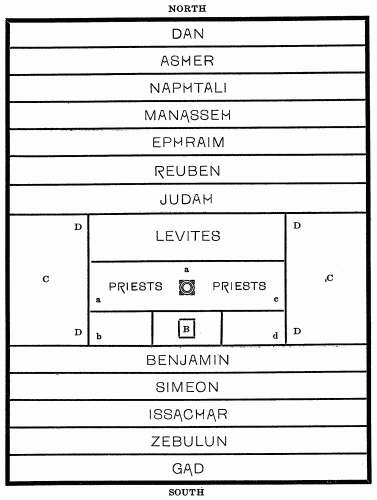 NORTH
DAN
ASHER
NAPHTALI
MANASSEH
EPHRAIM
REUBEN
JUDAH
D LEVITES D
C a C
a PRIESTS PRIESTS c
D b B d D
BENJAMIN
SIMEON
ISSACHAR
ZEBULUN
GAD
SOUTH